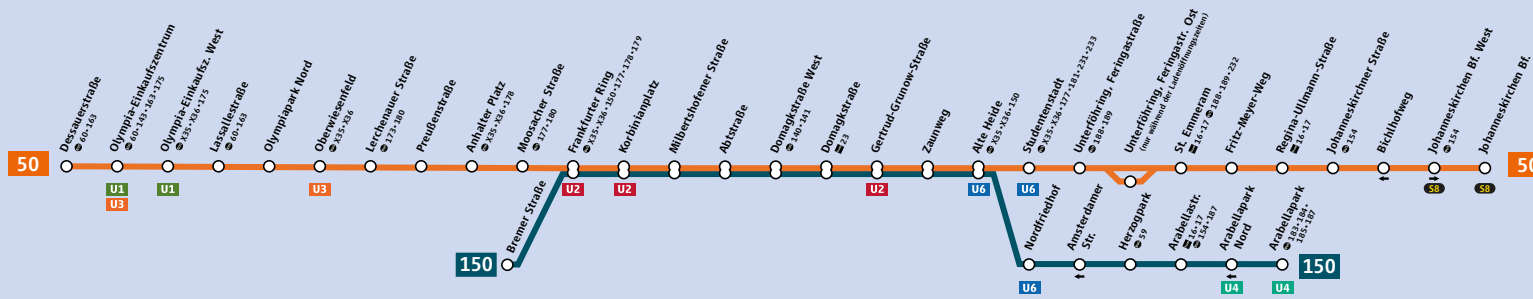 50
Dessauerstraße
60•163
Olympia-Einkaufszentrum
60•143•163•175
U1
U3
Olympia-Einkaufsz. West
X35•X36•175
U1
Lassallestraße
60•163
Olympiapark Nord
Oberwiesenfeld
X35•X36
U3
Lerchenauer Straße
173•180
Preußenstraße
Anhalter Platz
X35•X36•178
Moosacher Straße
177•180
Frankfurter Ring
X35•X36•150•177•178•179
U2
Korbinianplatz
U2
Milbertshofener Straße
Abtstraße
Domagkstraße West
140•141
Domagkstraße
23
Gertrud-Grunow-Straße
U2
Zaunweg
Alte Heide
X35•X36•150
U6
Studentenstadt
X35•X36•177•181•231•233
U6
Unterföhring, Feringastraße
188•189
Unterföhring, Feringastr. Ost
(nur während der Ladenöffnungszeiten)
St. Emmeram
16•17 188•189•232
Fritz-Meyer-Weg
Regina-Ullmann-Straße
16•17
Johanneskirchner Straße
154
Bichlhofweg
Johanneskirchen Bf. West
154
S8
Johanneskirchen Bf.
S8
50
150
Bremer Straße
Nordfriedhof
U6
Amsterdamer
Str.
Herzogpark
59
Arabellastr.
16•17
154•187
Arabellapark
Nord
U4
Arabellapark
183•184•
185•187
U4
150